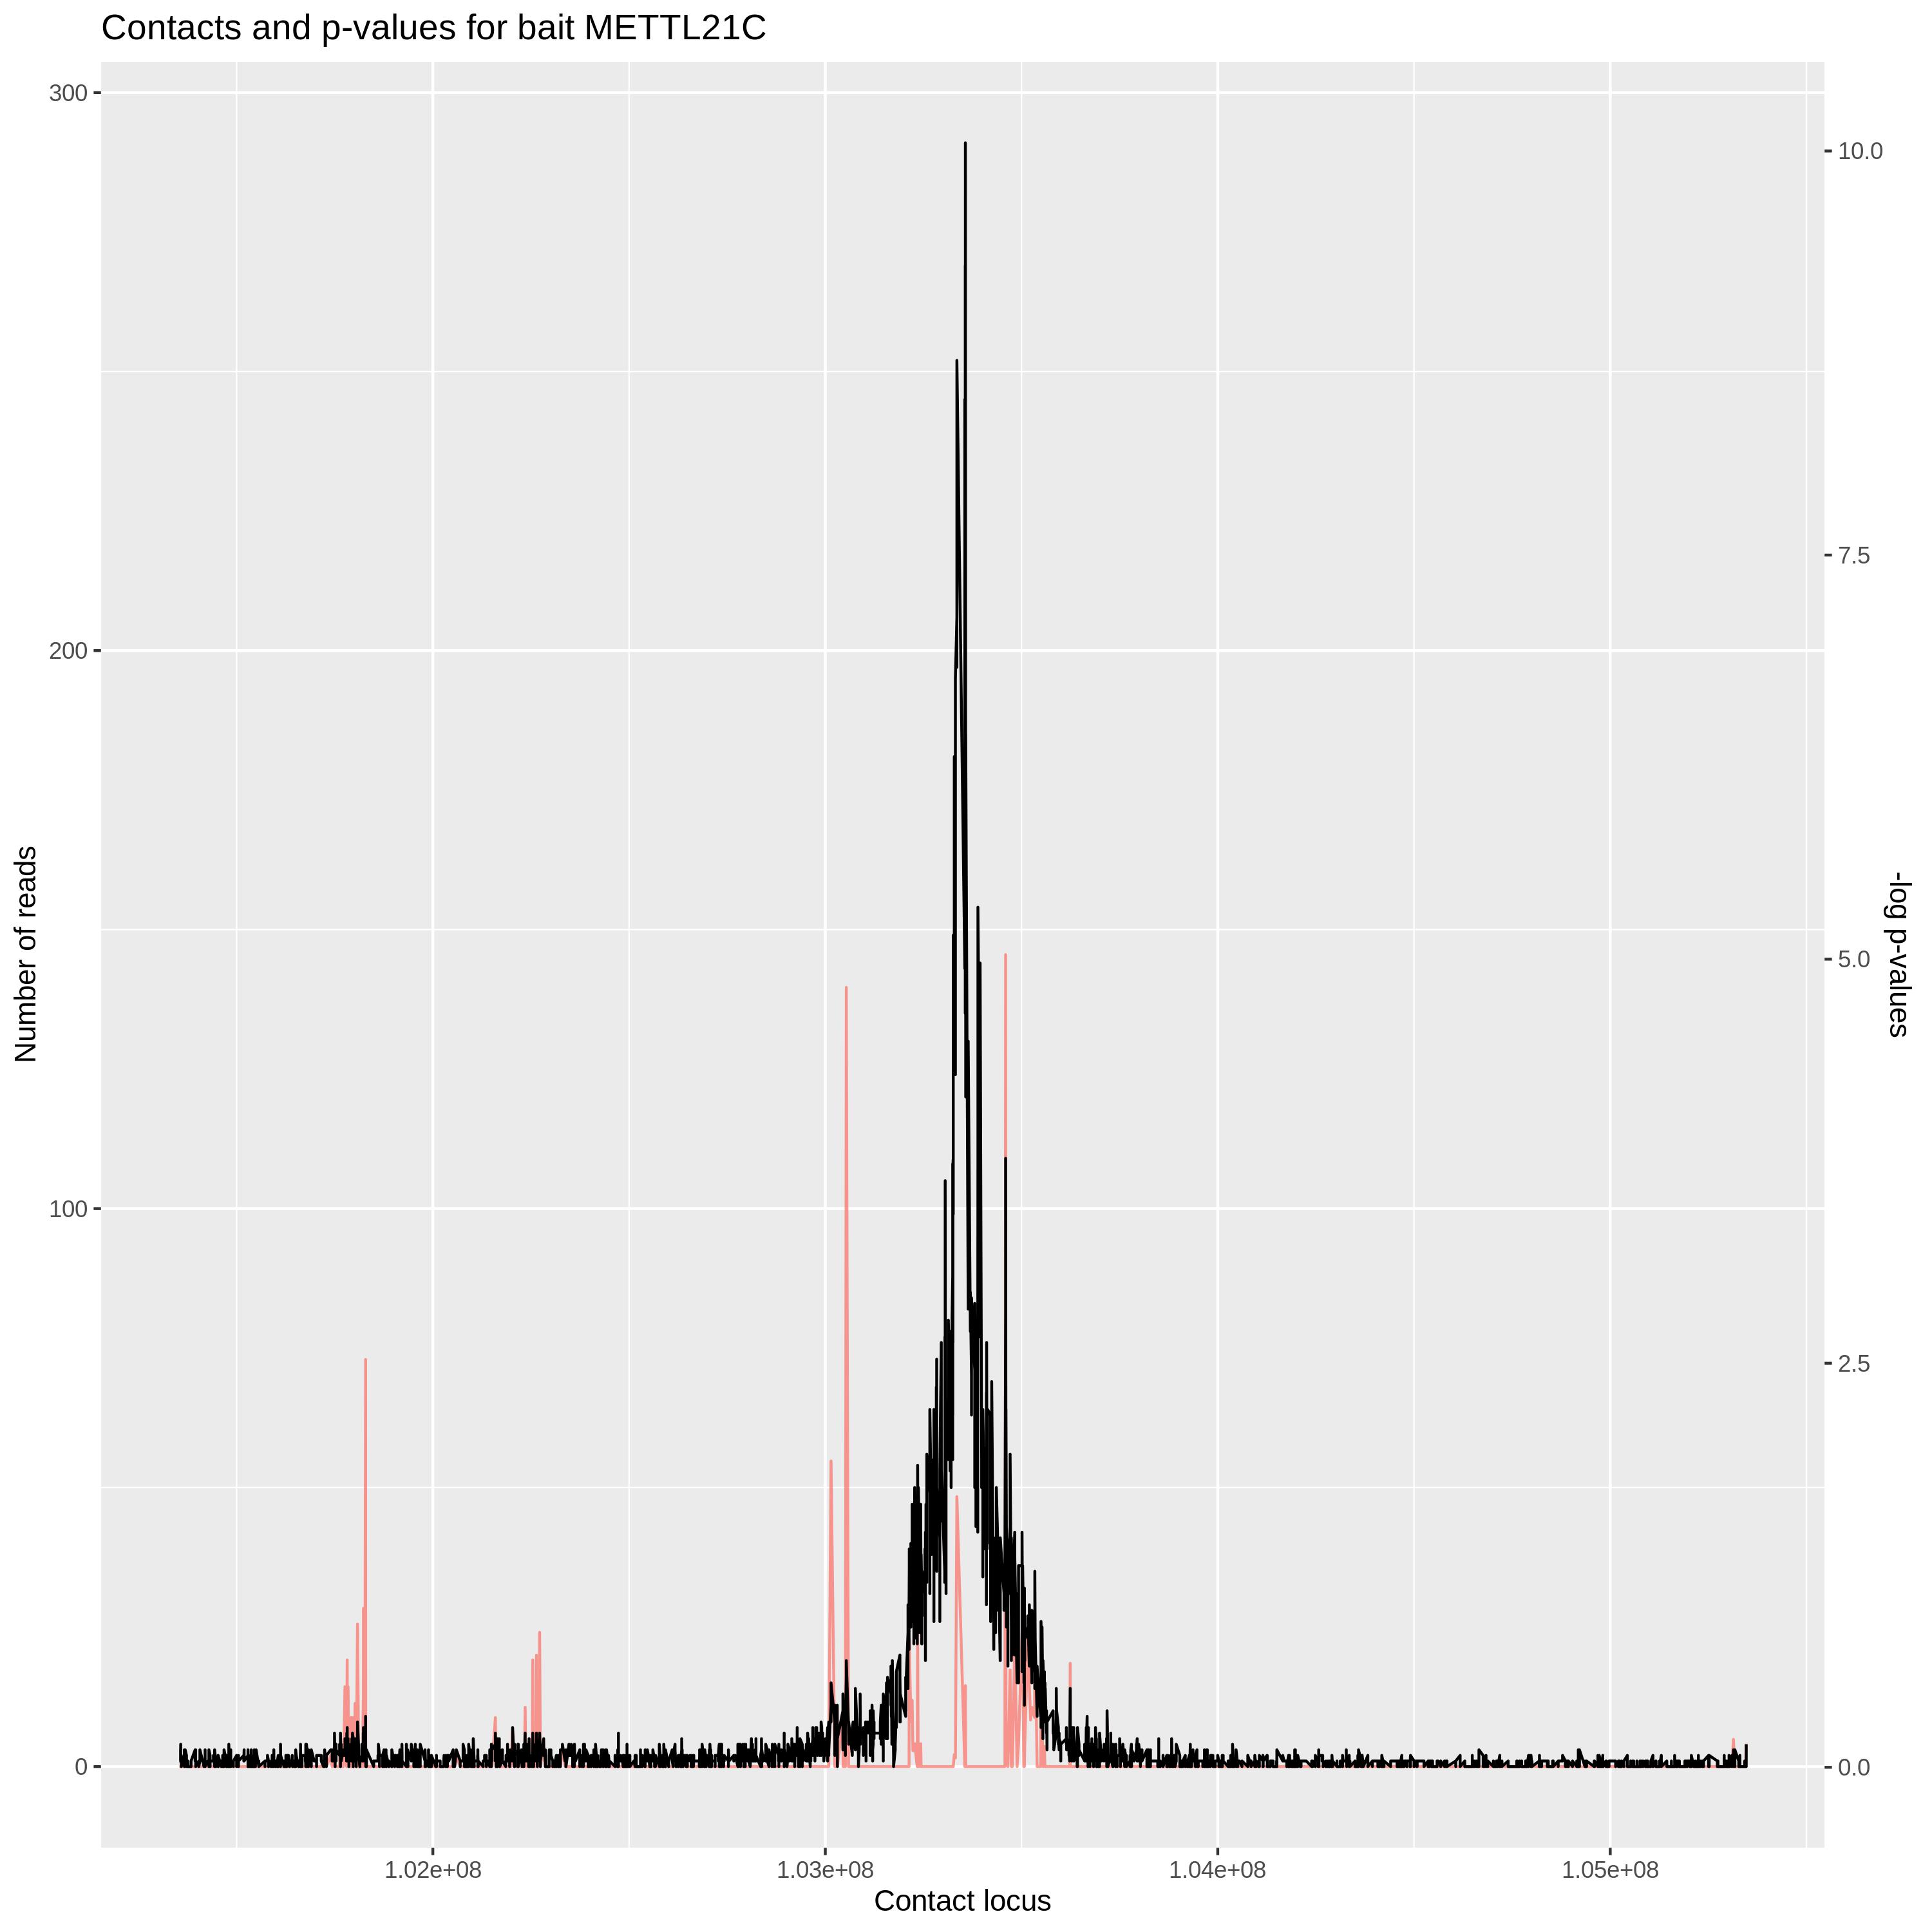 Contacts and p-values for bait METTL21C
300
200
100
0
Number of reads
10.0
7.5
5.0
2.5
0.0
-log p-values
1.02e+08
1.03e+08
1.04e+08
1.05e+08
Contact locus